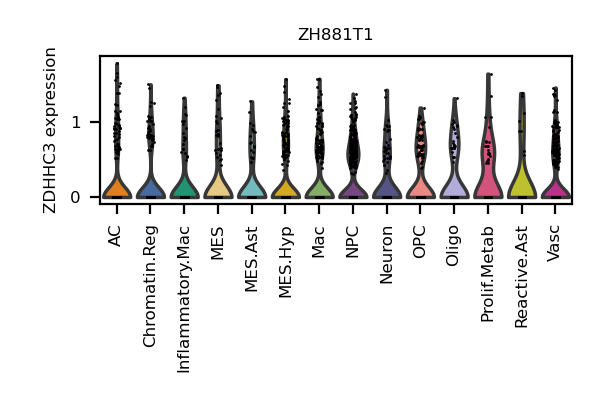 ZH881T1
ZDHHC3 expression
1
0
AC
Chromatin.Reg
Inflammatory.Mac
MES
MES.Ast
MES.Hyp
Mac
NPC
Neuron
OPC
Oligo
Prolif.Metab
Reactive.Ast
Vasc